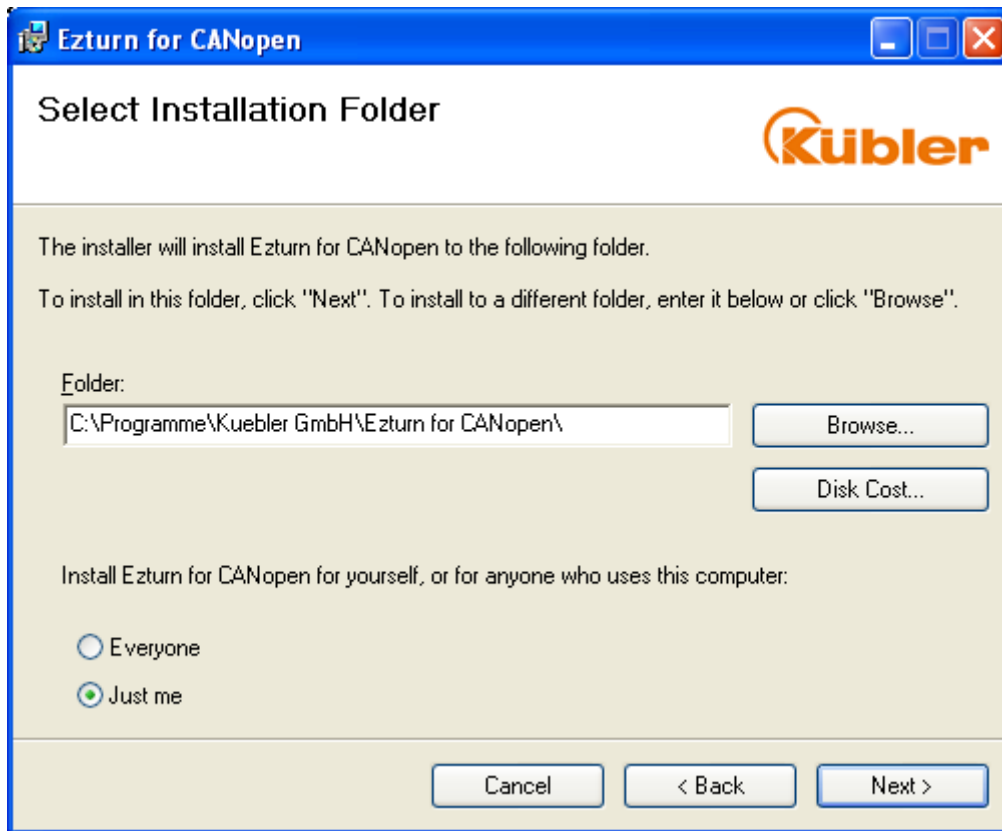 Ezturn for CANopen
Select Installation Folder
Kübler
The installer will install Ezturn for CANopen to the following folder.
To install in this folder, click "Next". To install to a different folder, enter it below or click "Browse".
Folder:
C:\Programme\Kuebler GmbH\Ezturn for CANopen\
Browse...
Disk Cost...
Install Ezturn for CANopen for yourself, or for anyone who uses this computer:
Everyone
Just me
Cancel
< Back
Next >